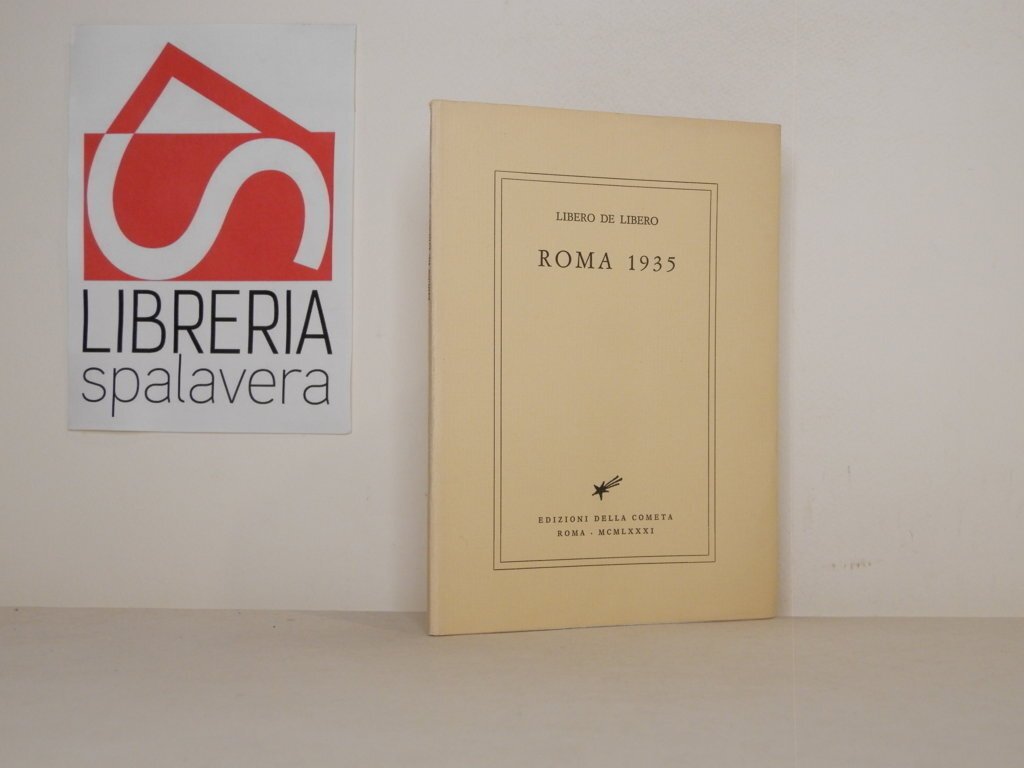 LIBRERIA
spalavera
LIBERO DE LIBERO
ROMA 1935
EDIZIONI DELLA COMETA
ROMA · MCMLXXXI